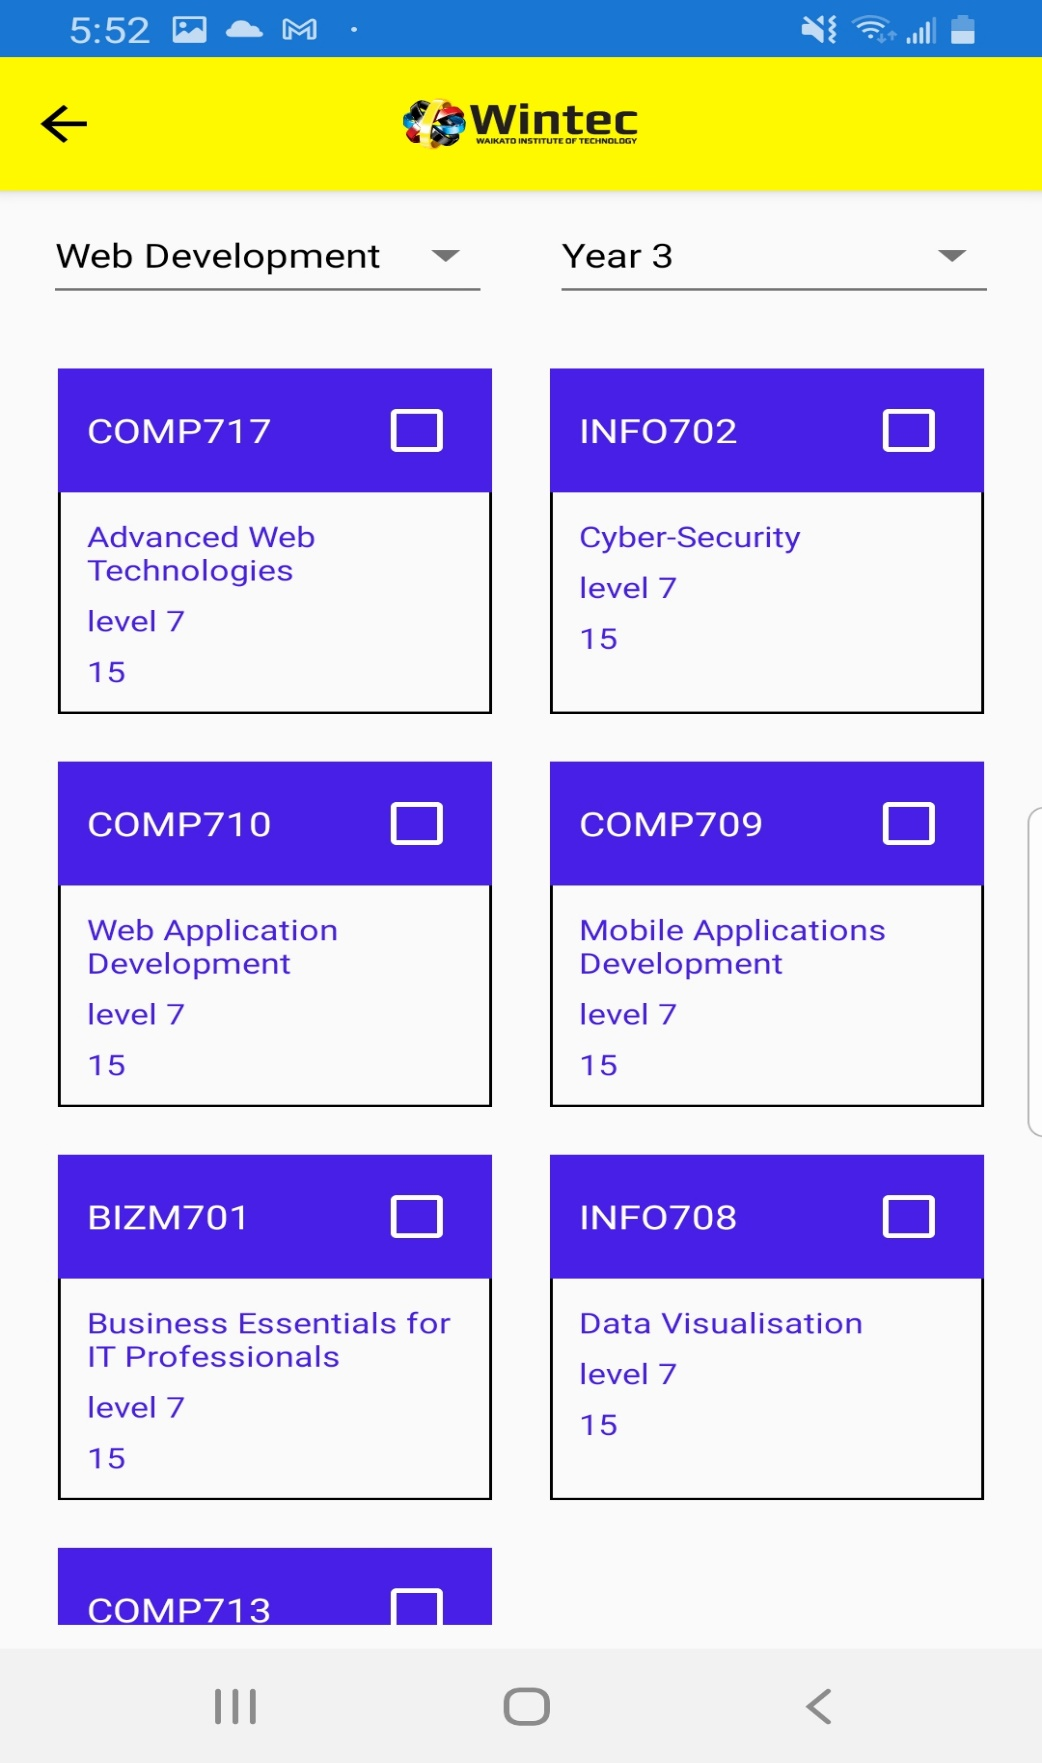 5:52
Wintec
WAIKATO INSTITUTE OF TECHNOLOGY
Web Development
Year 3
COMP717
Advanced Web
Technologies
level 7
15
INFO702
Cyber-Security
level 7
15
COMP710
Web Application
Development
level 7
15
COMP709
Mobile Applications
Development
level 7
15
BIZM701
Business Essentials for
IT Professionals
level 7
15
INFO708
Data Visualisation
level 7
15
COMP713